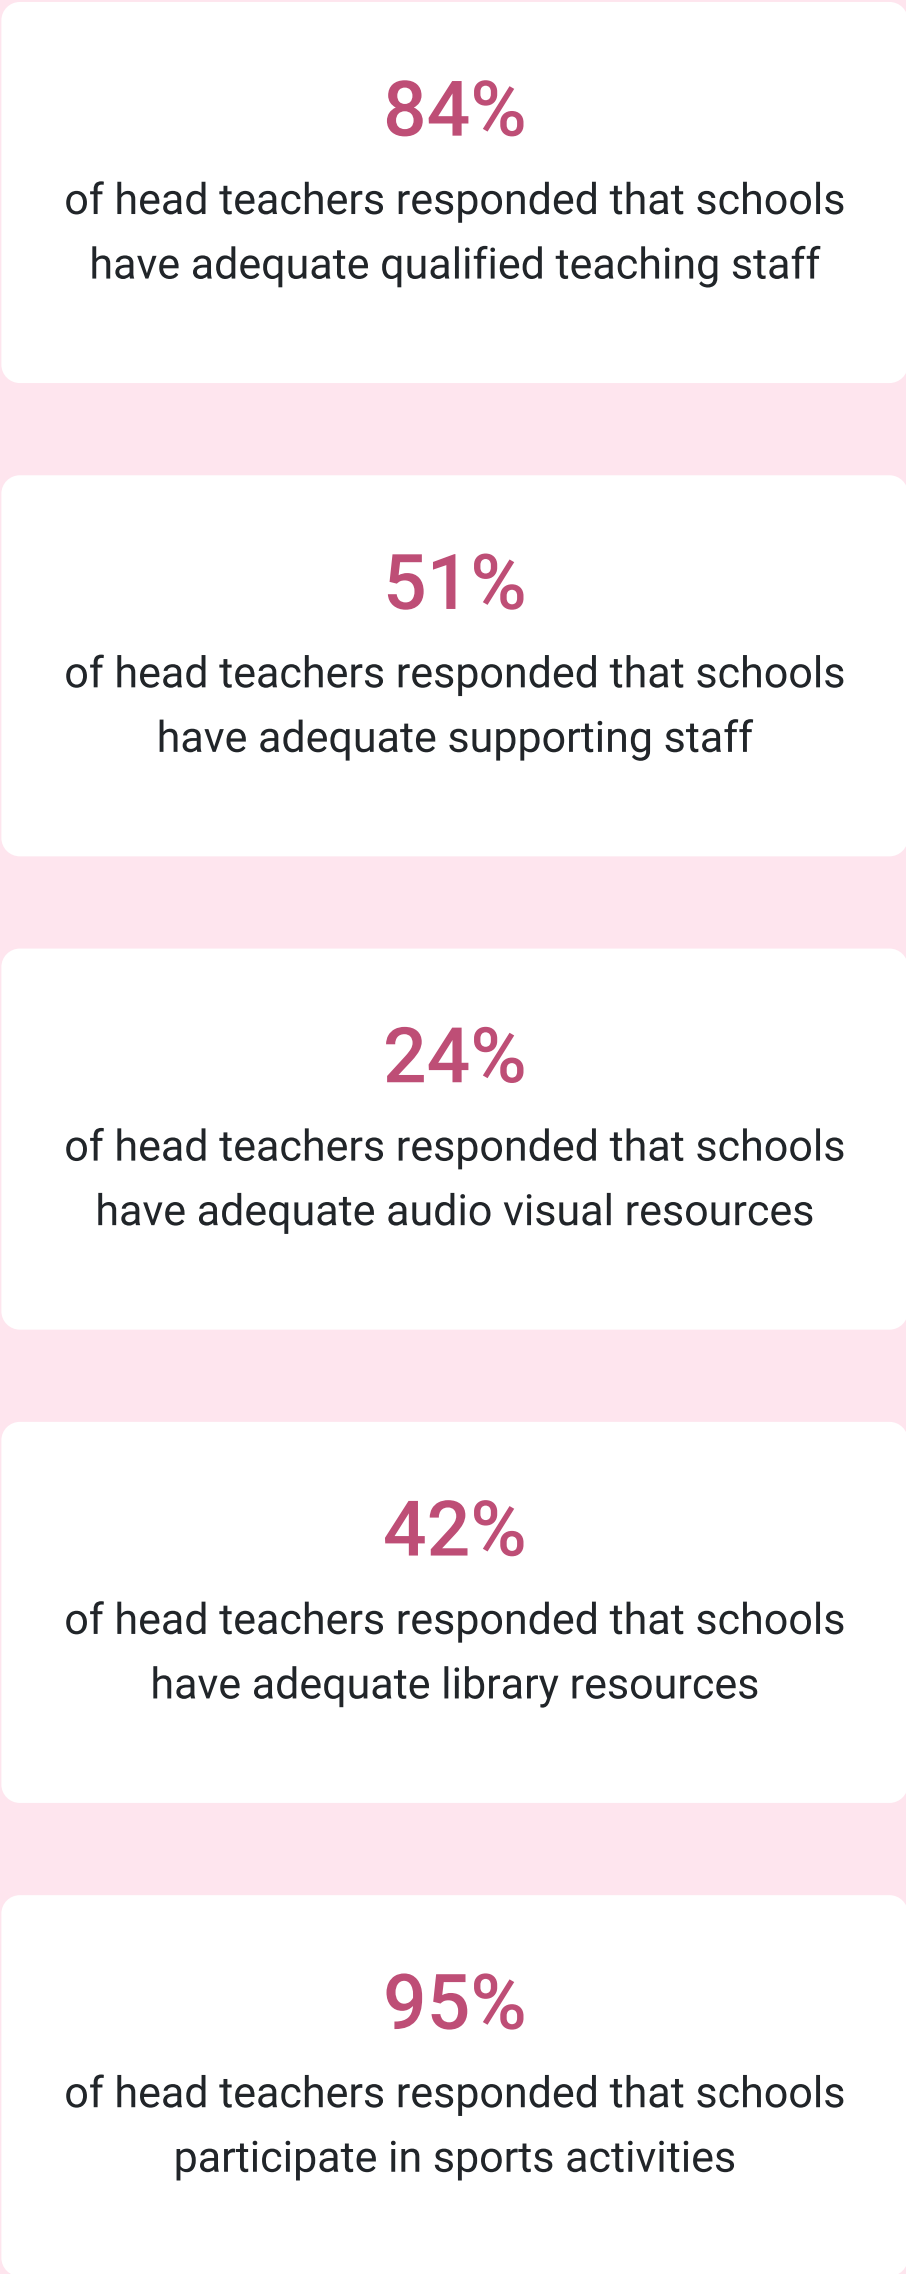 84%
of head teachers responded that schools
have adequate qualified teaching staff
51%
of head teachers responded that schools
have adequate supporting staff
24%
of head teachers responded that schools
have adequate audio visual resources
42%
of head teachers responded that schools
have adequate library resources
95%
of head teachers responded that schools
participate in sports activities